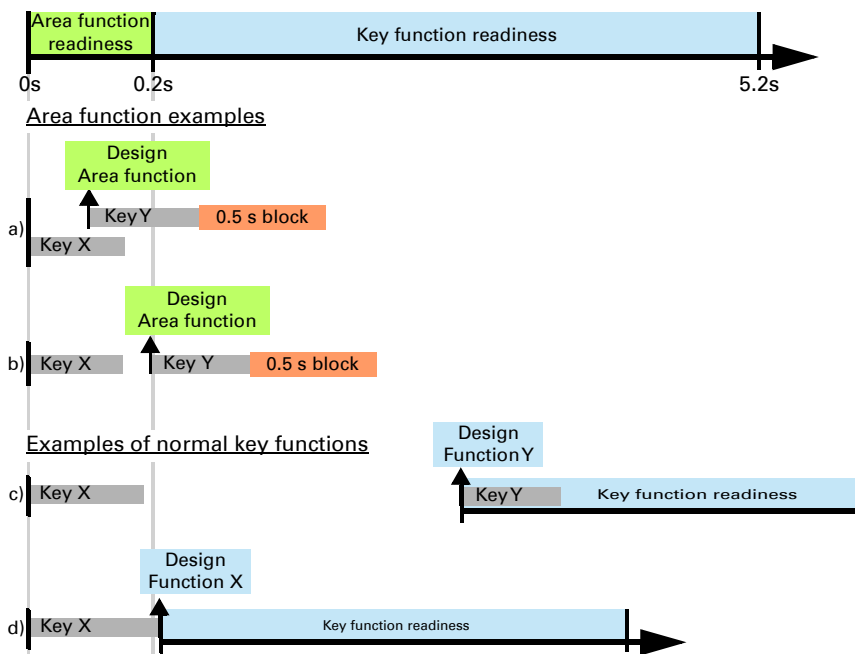 Area function
readiness
Key function readiness
0s
0.2s
5.2s
Area function examples
Design
Area function
a)
Key Y
0.5 s block
Key X
Design
Area function
b)
Key X
Key Y
0.5 s block
Examples of normal key functions
Design
Function Y
c)
Key X
Key Y
Key function readiness
Design
Function X
d)
Key X
Key function readiness